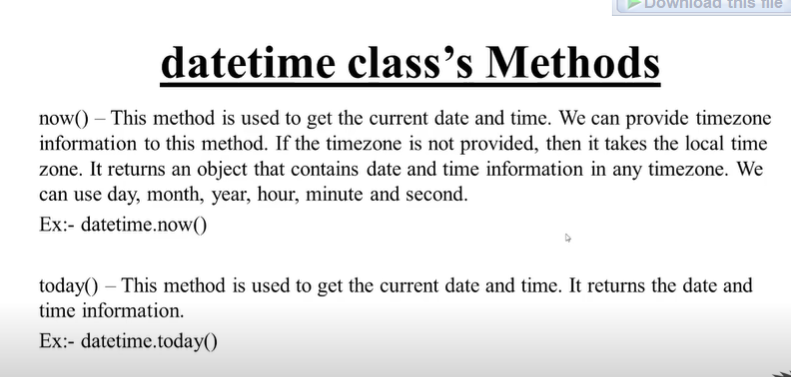 Download this file
datetime class’s Methods
now() – This method is used to get the current date and time. We can provide timezone
information to this method. If the timezone is not provided, then it takes the local time
zone. It returns an object that contains date and time information in any timezone. We
can use day, month, year, hour, minute and second.
Ex:- datetime.now()
today() – This method is used to get the current date and time. It returns the date and
time information.
Ex:- datetime.today()